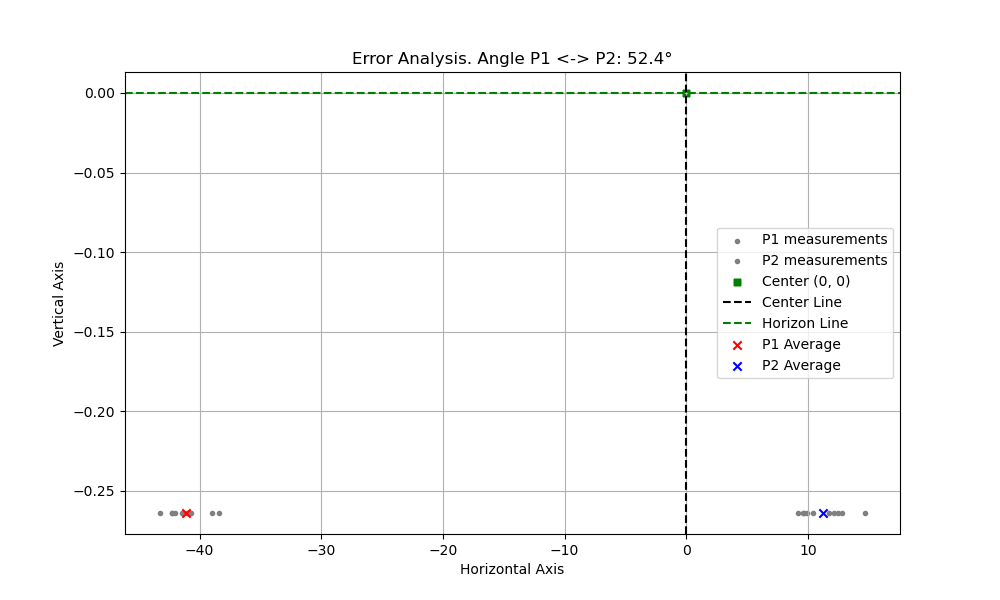 Error Analysis. Angle P1 <-> P2: 52.4°
0.00
−0.05
−0.10
−0.15
−0.20
−0.25
Vertical Axis
P1 measurements
P2 measurements
Center (0, 0)
Center Line
Horizon Line
P1 Average
P2 Average
−40
−30
−20
−10
0
10
Horizontal Axis